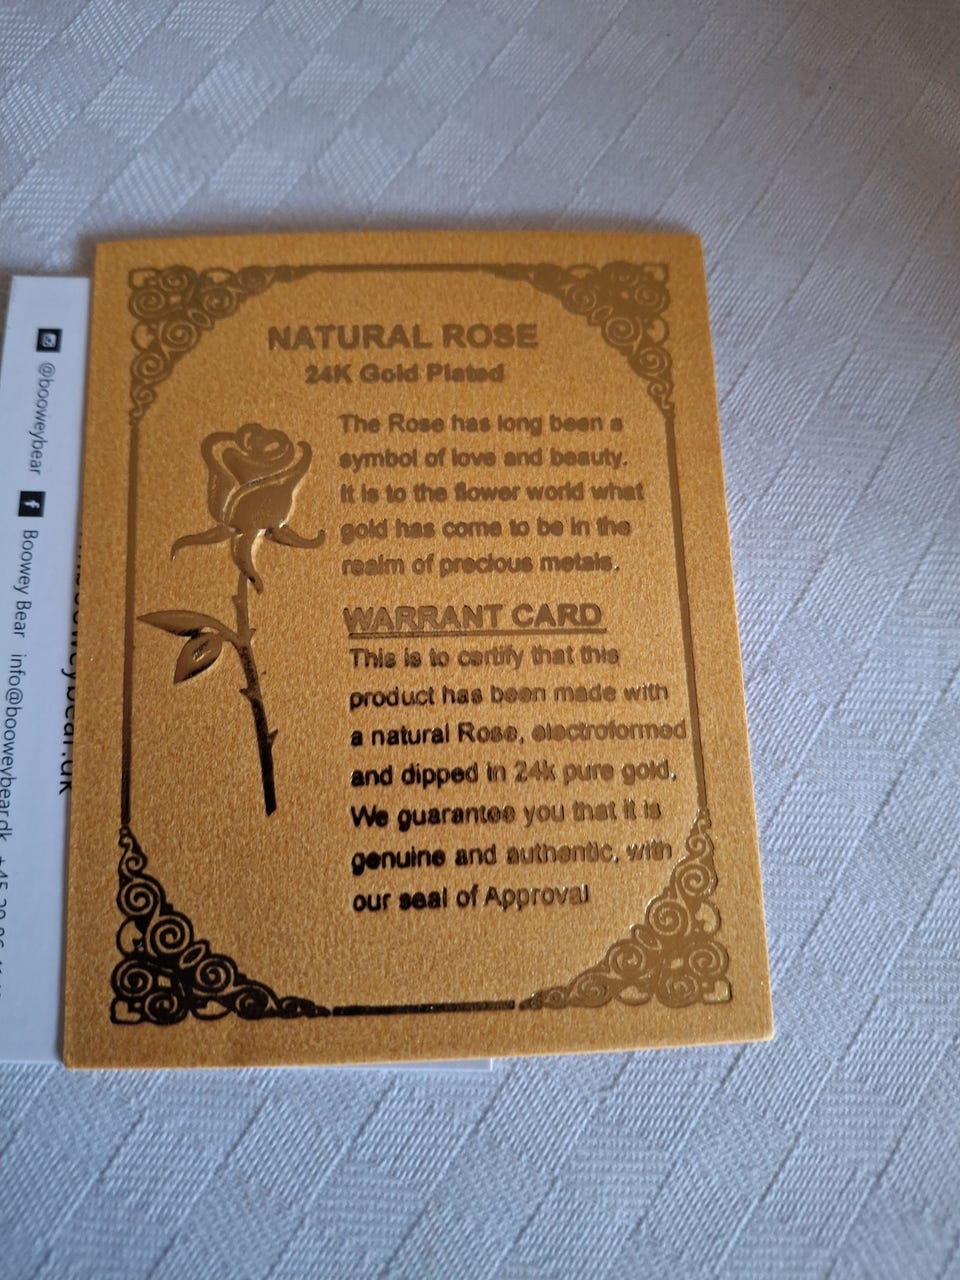 NATURAL ROSE
24K Gold Plated
The Rose has long been a
symbol of love and beauty.
It is to the flower world what
gold has come to be in the
realm of precious metals.
WARRANT CARD
This is to certify that this
product has been made with
a natural Rose, electroformed
and dipped in 24k pure gold.
We guarantee you that it is
genuine and authentic, with
our seal of Approval
@booweybear
f Boowey Bear
info@booweybear.dk +45